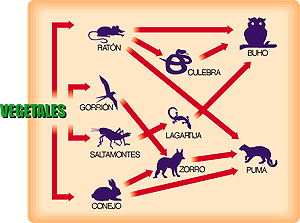 RATÓN
BUHO
CULEBRA
VEGETALES
GORRIÓN
LAGARTIJA
SALTAMONTES
ZORRO
PUMA
CONEJO